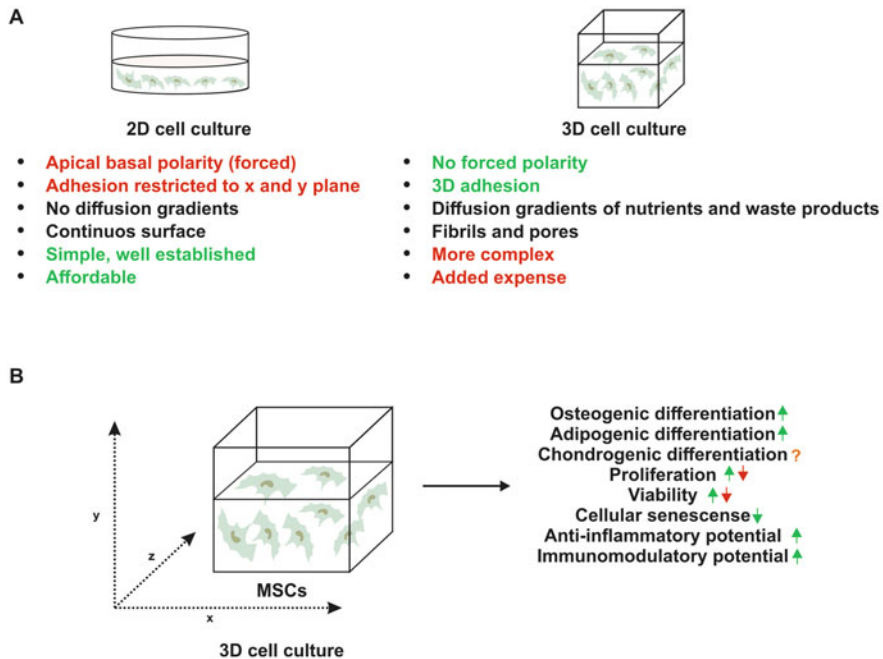 A
2D cell culture
• Apical basal polarity (forced)
• Adhesion restricted to x and y plane
• No diffusion gradients
• Continuos surface
• Simple, well established
• Affordable
3D cell culture
• No forced polarity
• 3D adhesion
• Diffusion gradients of nutrients and waste products
• Fibrils and pores
• More complex
• Added expense
B
y
z
x
MSCs
3D cell culture
Osteogenic differentiation↑
Adipogenic differentiation↑
Chondrogenic differentiation?
Proliferation ↑↓
Viability ↑↓
Cellular senescense↓
Anti-inflammatory potential ↑
Immunomodulatory potential↑